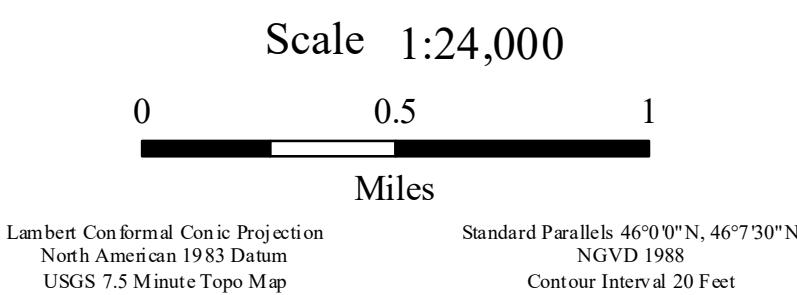 Scale 1:24,000
0 0.5 1
Miles
Lambert Conformal Conic Projection
North American 1983 Datum
USGS 7.5 Minute Topo Map
Standard Parallels 46°0'0"N, 46°7'30"N
NGVD 1988
Contour Interval 20 Feet